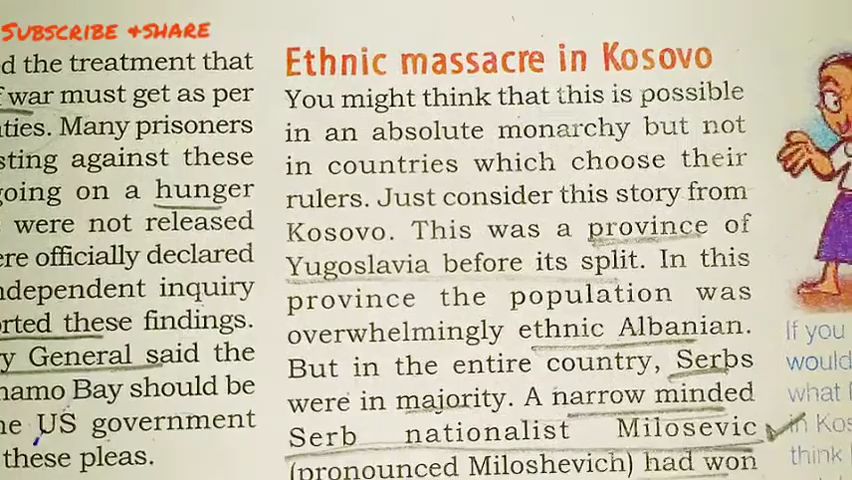 SUBSCRIBE & SHARE
d the treatment that
f war must get as per
aties. Many prisoners
sting against these
going on a hunger
were not released
ere officially declared
ndependent inquiry
orted these findings.
y General said the
namo Bay should be
ne US government
these pleas.
Ethnic massacre in Kosovo
You might think that this is possible
in an absolute monarchy but not
in countries which choose their
rulers. Just consider this story from
Kosovo. This was a province of
Yugoslavia before its split. In this
province the population was
overwhelmingly ethnic Albanian.
But in the entire country, Serbs
were in majority. A narrow minded
Serb nationalist Milosevic
(pronounced Miloshevich) had won
If you
would
what
in Kos
think